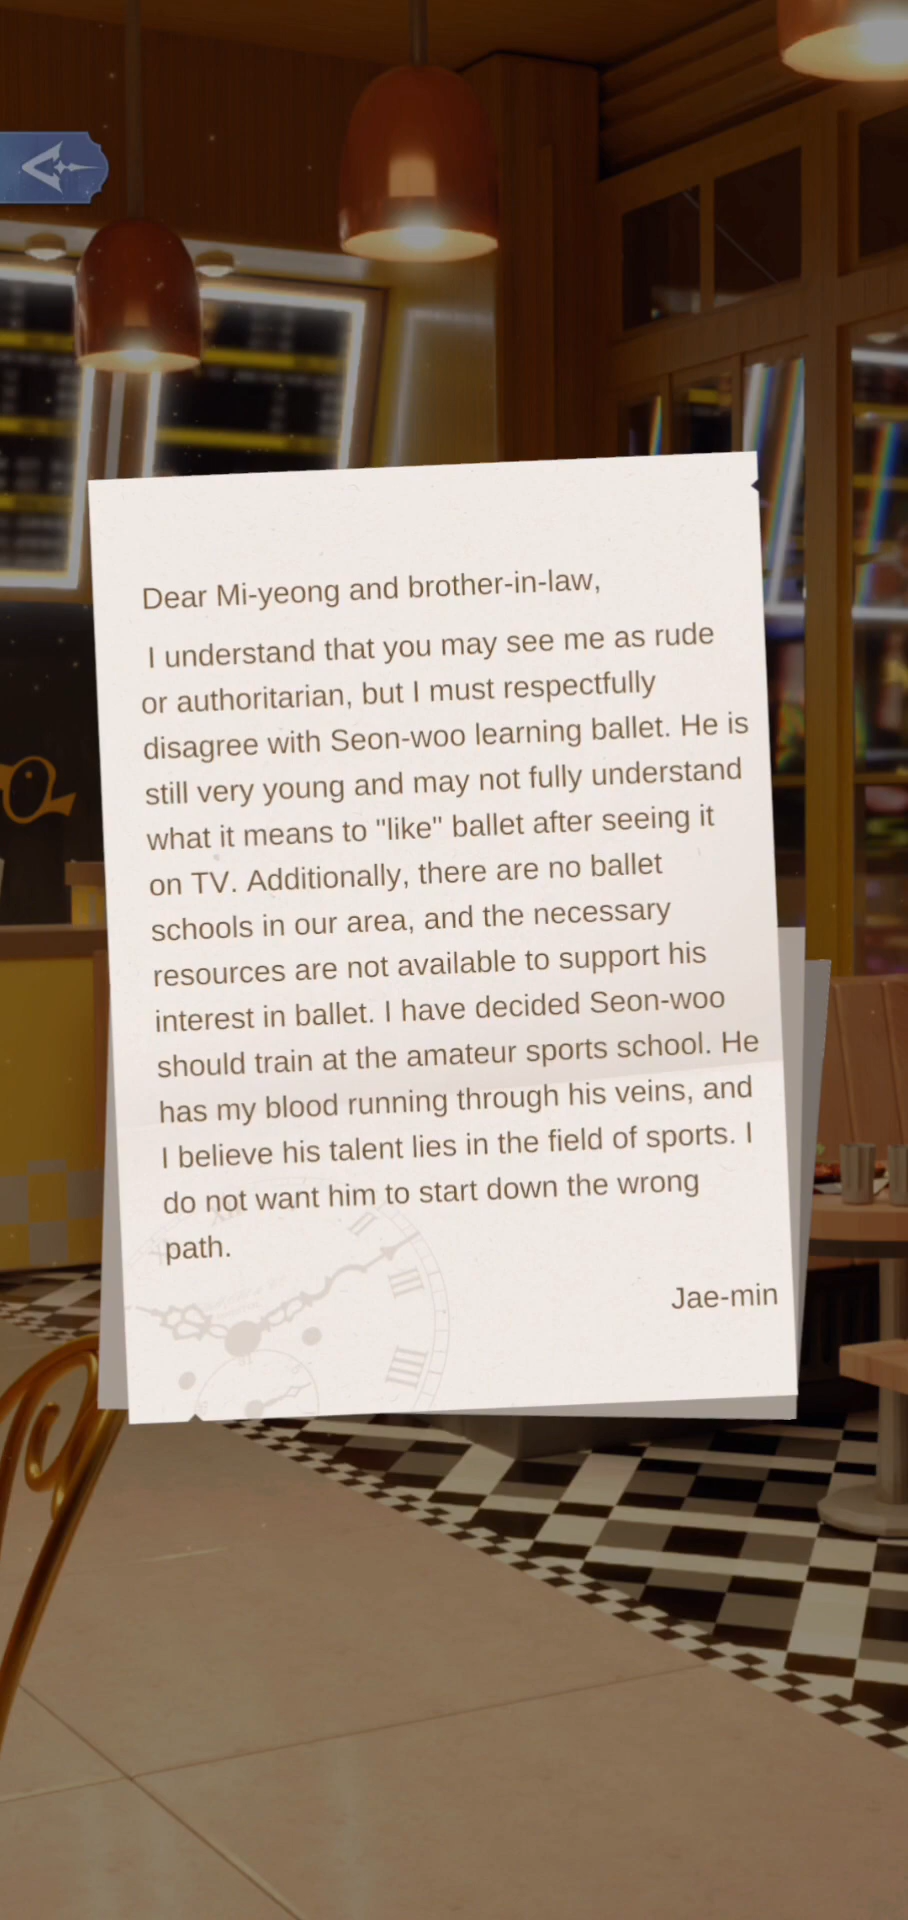 Dear Mi-yeong and brother-in-law,
I understand that you may see me as rude
or authoritarian, but I must respectfully
disagree with Seon-woo learning ballet. He is
still very young and may not fully understand
what it means to "like" ballet after seeing it
on TV. Additionally, there are no ballet
schools in our area, and the necessary
resources are not available to support his
interest in ballet. I have decided Seon-woo
should train at the amateur sports school. He
has my blood running through his veins, and
I believe his talent lies in the field of sports. I
do not want him to start down the wrong
path.
Jae-min